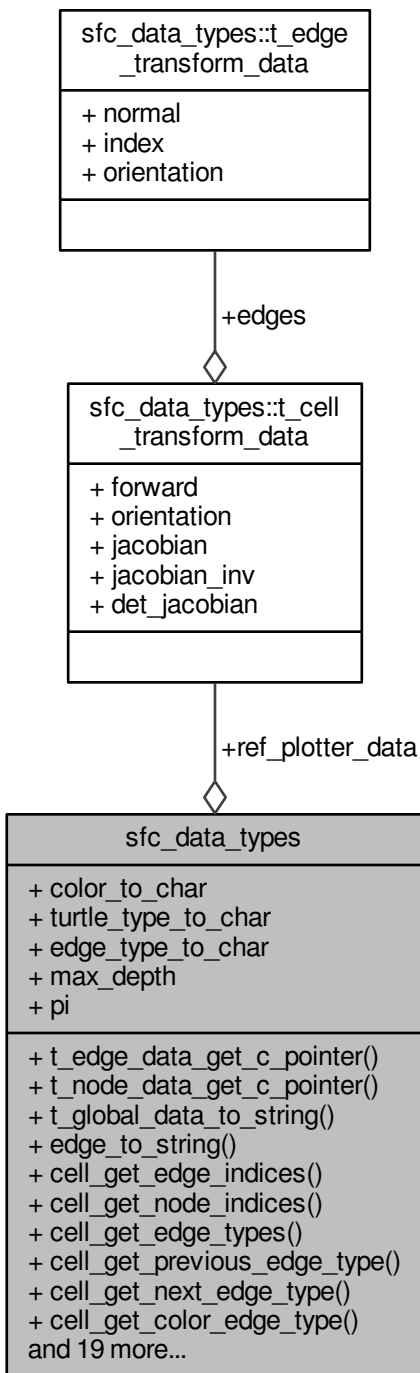 sfc_data_types::t_edge
_transform_data
+ normal
+ index
+ orientation
+edges
sfc_data_types::t_cell
_transform_data
+ forward
+ orientation
+ jacobian
+ jacobian_inv
+ det_jacobian
+ref_plotter_data
sfc_data_types
+ color_to_char
+ turtle_type_to_char
+ edge_type_to_char
+ max_depth
+ pi
+ t_edge_data_get_c_pointer()
+ t_node_data_get_c_pointer()
+ t_global_data_to_string()
+ edge_to_string()
+ cell_get_edge_indices()
+ cell_get_node_indices()
+ cell_get_edge_types()
+ cell_get_previous_edge_type()
+ cell_get_next_edge_type()
+ cell_get_color_edge_type()
and 19 more...